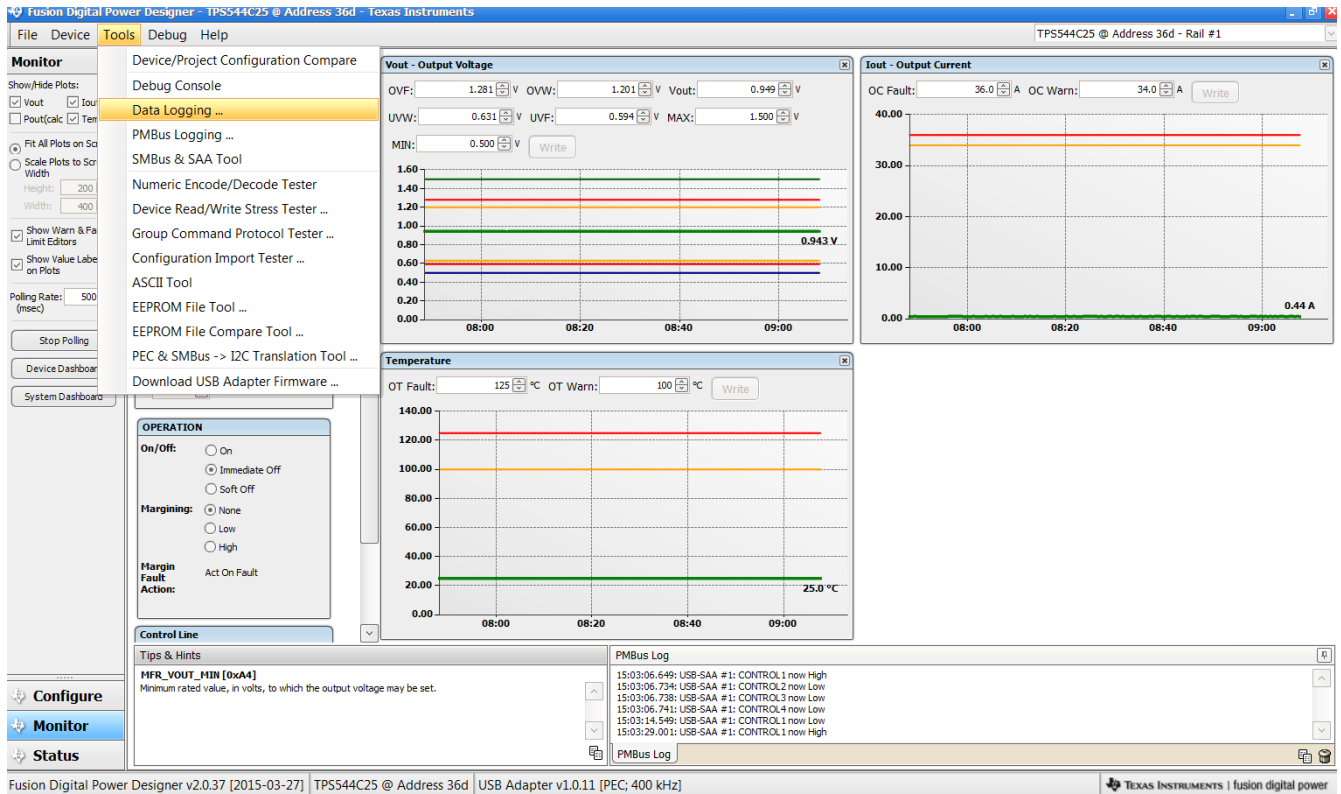 Fusion Digital Power Designer - TPS544C25 @ Address 36d - Texas Instruments
File Device Tools Debug Help
TPS544C25 @ Address 36d - Rail #1
Monitor
Show/Hide Plots:
Vout
Pout(calc
Fit All Plots on
Scale Plots to
Width
Height: 200
Width: 400
Show Warn &
Limit Editors
Show Value
on Plots
Polling Rate: 500
(msec)
Stop Polling
Device
System Dashboard
Device/Project Configuration Compare
Debug Console
Data Logging ...
PMBus Logging ...
SMBus & SAA Tool
Numeric Encode/Decode Tester
Device Read/Write Stress Tester ...
Group Command Protocol Tester ...
Configuration Import Tester ...
ASCII Tool
EEPROM File Tool ...
EEPROM File Compare Tool ...
PEC & SMBus -> I2C Translation Tool ...
Download USB Adapter Firmware ...
Vout - Output Voltage
OVF: 1.281 V OVW: 1.201 V Vout: 0.949 V
UVW: 0.631 V UVF: 0.594 V MAX: 1.500 V
MIN: 0.500 V Write
1.60
1.40
1.20
1.00
0.80
0.943 V
0.60
0.40
0.20
0.00
08:00 08:20 08:40 09:00
Iout - Output Current
OC Fault: 36.0 A OC Warn: 34.0 A Write
40.00
30.00
20.00
10.00
0.44 A
0.00
08:00 08:20 08:40 09:00
Temperature
OT Fault: 125 °C OT Warn: 100 °C Write
140.00
120.00
100.00
80.00
60.00
40.00
20.00
25.0 °C
0.00
08:00 08:20 08:40 09:00
OPERATION
On/Off: On
Immediate Off
Soft Off
Margining: None
Low
High
Margin
Fault
Action:
Act On Fault
Control Line
Tips & Hints
MFR_VOUT_MIN [0xA4]
Minimum rated value, in volts, to which the output voltage may be set.
PMBus Log
15:03:06.649: USB-SAA #1: CONTROL1 now High
15:03:06.734: USB-SAA #1: CONTROL2 now Low
15:03:06.738: USB-SAA #1: CONTROL3 now Low
15:03:06.741: USB-SAA #1: CONTROL4 now Low
15:03:14.549: USB-SAA #1: CONTROL1 now Low
15:03:29.001: USB-SAA #1: CONTROL1 now High
PMBus Log
Configure
Monitor
Status
Fusion Digital Power Designer v2.0.37 [2015-03-27] TPS544C25 @ Address 36d USB Adapter v1.0.11 [PEC; 400 kHz]
TEXAS INSTRUMENTS | fusion digital power